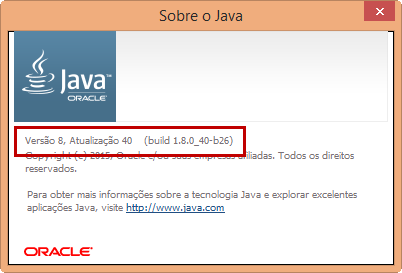 Sobre o Java
Java™
ORACLE
Versão 8, Atualização 40 (build 1.8.0_40-b26)
Copyright (c) 2015, Oracle e/ou suas empresas afiliadas. Todos os direitos
reservados.
Para obter mais informações sobre a tecnologia Java e explorar excelentes
aplicações Java, visite http://www.java.com
ORACLE